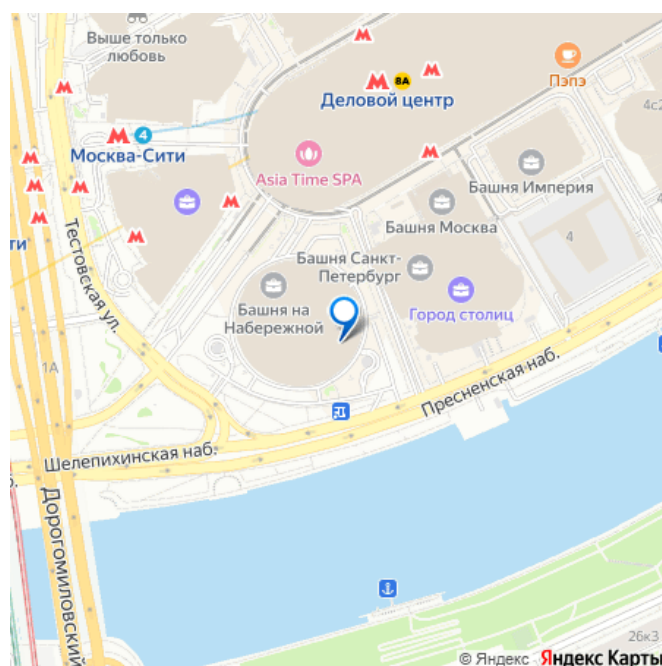 Выше только
любовь
М
М
М
8А
М
Деловой центр
Пэпэ
4с2
М
4
Москва-Сити
М
М
М
М
М
М
М
Asia Time SPA
Башня Империя
Башня Москва
4
ти
Тестовская ул.
Башня Санкт-
Петербург
Башня на
Набережной
Город столиц
1А
Пресненская наб.
Шелепихинская наб.
б.
Дорогомиловский
26к3
© Яндекс Яндекс Карты